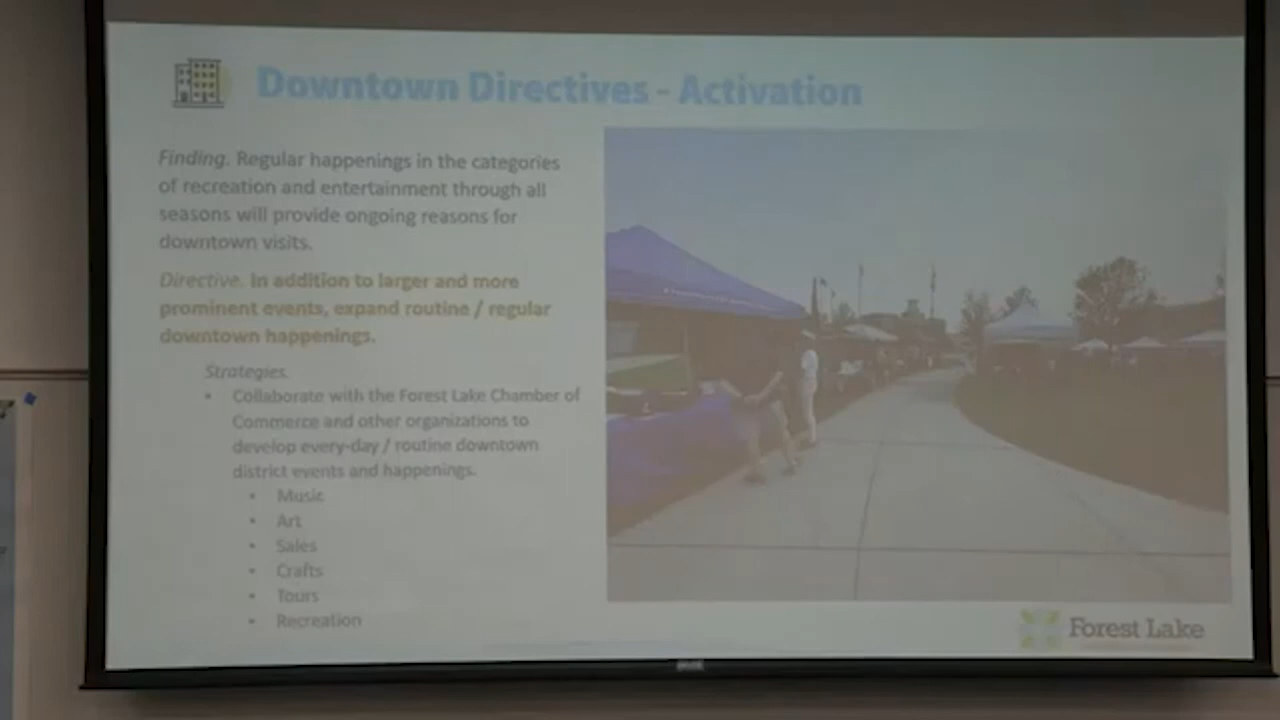 Downtown Directives - Activation
Finding. Regular happenings in the categories
of recreation and entertainment through all
seasons will provide ongoing reasons for
downtown visits.
Directive. In addition to larger and more
prominent events, expand routine / regular
downtown happenings.
Strategies.
• Collaborate with the Forest Lake Chamber of
Commerce and other organizations to
develop every-day / routine downtown
district events and happenings.
• Music
• Art
• Sales
• Crafts
• Tours
• Recreation
Forest Lake